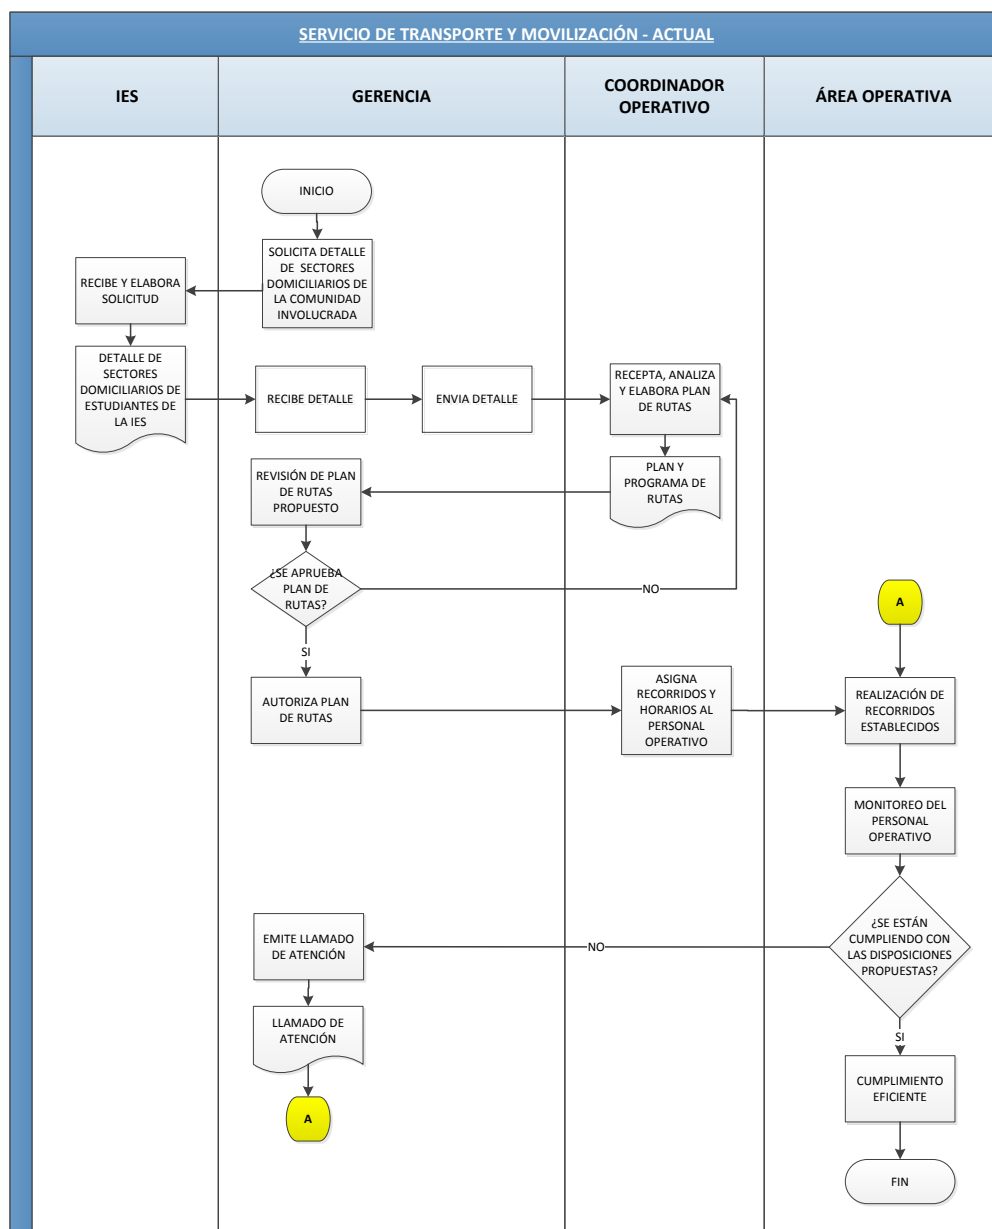 SERVICIO DE TRANSPORTE Y MOVILIZACIÓN - ACTUAL
IES
GERENCIA
COORDINADOR
OPERATIVO
ÁREA OPERATIVA
INICIO
SOLICITA DETALLE
DE SECTORES
DOMICILIARIOS DE
LA COMUNIDAD
INVOLUCRADA
RECIBE Y ELABORA
SOLICITUD
DETALLE DE
SECTORES
DOMICILIARIOS DE
ESTUDIANTES DE
LA IES
RECIBE DETALLE
ENVIA DETALLE
RECEPTA, ANALIZA
Y ELABORA PLAN
DE RUTAS
PLAN Y
PROGRAMA DE
RUTAS
REVISIÓN DE PLAN
DE RUTAS
PROPUESTO
¿SE APRUEBA
PLAN DE
RUTAS?
NO
SI
A
AUTORIZA PLAN
DE RUTAS
ASIGNA
RECORRIDOS Y
HORARIOS AL
PERSONAL
OPERATIVO
REALIZACIÓN DE
RECORRIDOS
ESTABLECIDOS
MONITOREO DEL
PERSONAL
OPERATIVO
¿SE ESTÁN
CUMPLIENDO CON
LAS DISPOSICIONES
PROPUESTAS?
NO
SI
EMITE LLAMADO
DE ATENCIÓN
LLAMADO DE
ATENCIÓN
A
CUMPLIMIENTO
EFICIENTE
FIN